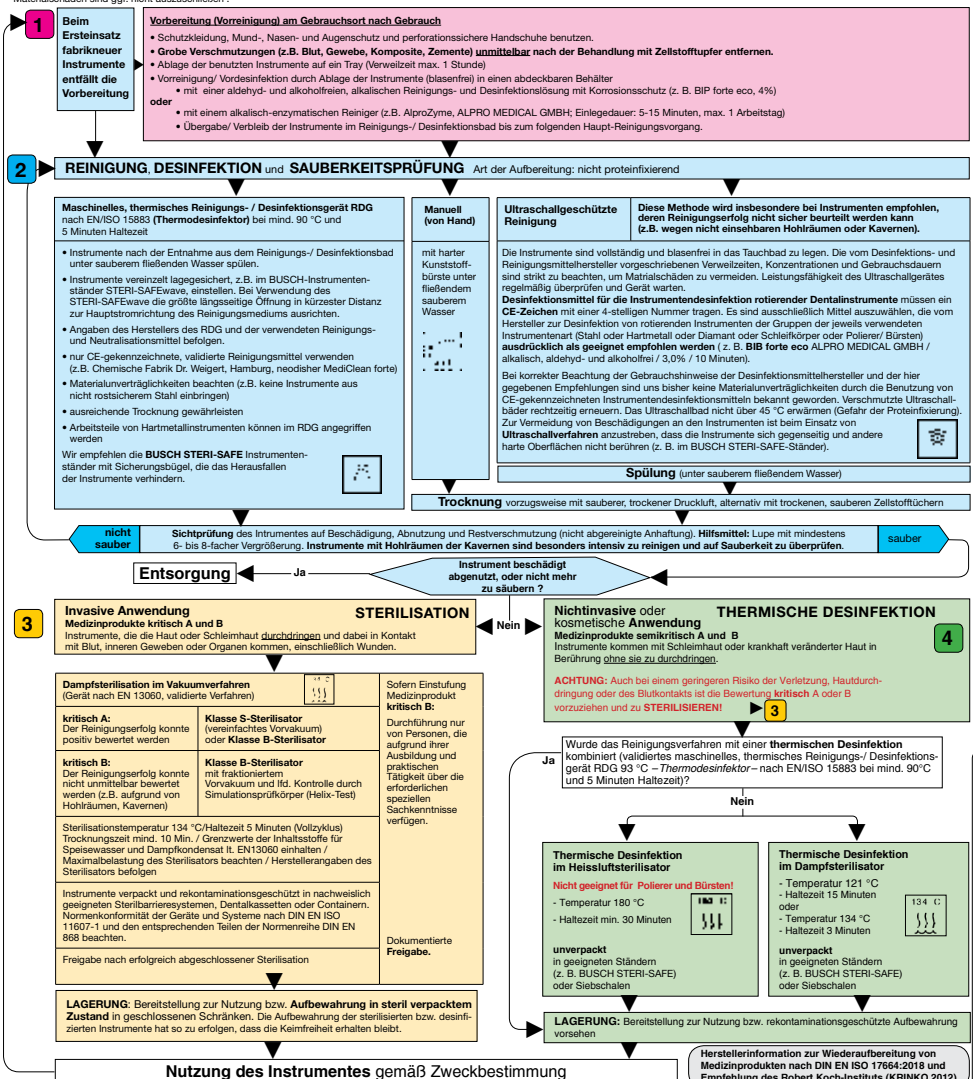 Materialschäden sind ggf. nicht auszuschließen .
1
Beim
Ersteinsatz
fabrikneuer
Instrumente
entfällt die
Vorbereitung
Vorbereitung (Vorreinigung) am Gebrauchsort nach Gebrauch
• Schutzkleidung, Mund-, Nasen- und Augenschutz und perforationssichere Handschuhe benutzen.
• Grobe Verschmutzungen (z.B. Blut, Gewebe, Komposite, Zemente) unmittelbar nach der Behandlung mit Zellstofftupfer entfernen.
• Ablage der benutzten Instrumente auf ein Tray (Verweilzeit max. 1 Stunde)
• Vorreinigung/ Vordesinfektion durch Ablage der Instrumente (blasenfrei) in einen abdeckbaren Behälter
• mit einer aldehyd- und alkoholfreien, alkalischen Reinigungs- und Desinfektionslösung mit Korrosionsschutz (z. B. BIP forte eco, 4%)
oder
• mit einem alkalisch-enzymatischen Reiniger (z.B. AlproZyme, ALPRO MEDICAL GMBH; Einlegedauer: 5-15 Minuten, max. 1 Arbeitstag)
• Übergabe/ Verbleib der Instrumente im Reinigungs-/ Desinfektionsbad bis zum folgenden Haupt-Reinigungsvorgang.
2
REINIGUNG, DESINFEKTION und SAUBERKEITSPRÜFUNG Art der Aufbereitung: nicht proteinfixierend
Maschinelles, thermisches Reinigungs- / Desinfektionsgerät RDG
nach EN/ISO 15883 (Thermodesinfektor) bei mind. 90 °C und
5 Minuten Haltezeit
• Instrumente nach der Entnahme aus dem Reinigungs-/ Desinfektionsbad
unter sauberem fließenden Wasser spülen.
• Instrumente vereinzelt lagegesichert, z.B. im BUSCH-Instrumenten-
ständer STERI-SAFEwave, einstellen. Bei Verwendung des
STERI-SAFEwave die größte längsseitige Öffnung in kürzester Distanz
zur Hauptstromrichtung des Reinigungsmediums ausrichten.
• Angaben des Herstellers des RDG und der verwendeten Reinigungs-
und Neutralisationsmittel befolgen.
• nur CE-gekennzeichnete, validierte Reinigungsmittel verwenden
(z.B. Chemische Fabrik Dr. Weigert, Hamburg, neodisher MediClean forte)
• Materialunverträglichkeiten beachten (z.B. keine Instrumente aus
nicht rostsicherem Stahl einbringen)
• ausreichende Trocknung gewährleisten
• Arbeitsteile von Hartmetallinstrumenten können im RDG angegriffen
werden
Wir empfehlen die BUSCH STERI-SAFE Instrumenten-
ständer mit Sicherungsbügel, die das Herausfallen
der Instrumente verhindern.
Manuell
(von Hand)
mit harter
Kunststoff-
bürste unter
fließendem
sauberem
Wasser
Ultraschallgeschützte
Reinigung
Diese Methode wird insbesondere bei Instrumenten empfohlen,
deren Reinigungserfolg nicht sicher beurteilt werden kann
(z.B. wegen nicht einsehbaren Hohlräumen oder Kavernen).
Die Instrumente sind vollständig und blasenfrei in das Tauchbad zu legen. Die vom Desinfektions- und
Reinigungsmittelhersteller vorgeschriebenen Verweilzeiten, Konzentrationen und Gebrauchsdauern
sind strikt zu beachten, um Matrialschäden zu vermeiden. Leistungsfähigkeit des Ultraschallgerätes
regelmäßig überprüfen und Gerät warten.
Desinfektionsmittel für die Instrumentendesinfektion rotierender Dentalinstrumente müssen ein
CE-Zeichen mit einer 4-stelligen Nummer tragen. Es sind ausschließlich Mittel auszuwählen, die vom
Hersteller zur Desinfektion von rotierenden Instrumenten der Gruppen der jeweils verwendeten
Instrumentenart (Stahl oder Hartmetall oder Diamant oder Schleifkörper oder Polierer/ Bürsten)
ausdrücklich als geeignet empfohlen werden ( z. B. BIB forte eco ALPRO MEDICAL GMBH /
alkalisch, aldehyd- und alkoholfrei / 3,0% / 10 Minuten).
Bei korrekter Beachtung der Gebrauchshinweise der Desinfektionsmittelhersteller und der hier
gegebenen Empfehlungen sind uns bisher keine Materialunverträglichkeiten durch die Benutzung von
CE-gekennzeichneten Instrumentendesinfektionsmitteln bekannt geworden. Verschmutzte Ultraschall-
bäder rechtzeitig erneuern. Das Ultraschallbad nicht über 45 °C erwärmen (Gefahr der Proteinfixierung).
Zur Vermeidung von Beschädigungen an den Instrumenten ist beim Einsatz von
Ultraschallverfahren anzustreben, dass die Instrumente sich gegenseitig und andere
harte Oberflächen nicht berühren (z. B. im BUSCH STERI-SAFE-Ständer).
Spülung (unter sauberem fließendem Wasser)
Trocknung vorzugsweise mit sauberer, trockener Druckluft, alternativ mit trockenen, sauberen Zellstofftüchern
nicht
sauber
Sichtprüfung des Intrumentes auf Beschädigung, Abnutzung und Restverschmutzung (nicht abgereinigte Anhaftung). Hilfsmittel: Lupe mit mindestens
6- bis 8-facher Vergrößerung. Instrumente mit Hohlräumen der Kavernen sind besonders intensiv zu reinigen und auf Sauberkeit zu überprüfen.
sauber
Entsorgung
Ja
Instrument beschädigt
abgenutzt, oder nicht mehr
zu säubern ?
Nein
3
Invasive Anwendung STERILISATION
Medizinprodukte kritisch A und B
Instrumente, die die Haut oder Schleimhaut durchdringen und dabei in Kontakt
mit Blut, inneren Geweben oder Organen kommen, einschließlich Wunden.
Dampfsterilisation im Vakuumverfahren
(Gerät nach EN 13060, validierte Verfahren)
kritisch A:
Der Reinigungserfolg konnte
positiv bewertet werden
Klasse S-Sterilisator
(vereinfachtes Vorvakuum)
oder Klasse B-Sterilisator
kritisch B:
Der Reinigungserfolg konnte
nicht unmittelbar bewertet
werden (z.B. aufgrund von
Hohlräumen, Kavernen)
Klasse B-Sterilisator
mit fraktioniertem
Vorvakuum und lfd. Kontrolle durch
Simulationsprüfkörper (Helix-Test)
Sterilisationstemperatur 134 °C/Haltezeit 5 Minuten (Vollzyklus)
Trocknungszeit mind. 10 Min. / Grenzwerte der Inhaltsstoffe für
Speisewasser und Dampfkondensat lt. EN13060 einhalten /
Maximalbelastung des Sterilisators beachten / Herstellerangaben des
Sterilisators befolgen
Instrumente verpackt und rekontaminationsgeschützt in nachweislich
geeigneten Sterilbarrieresystemen, Dentalkassetten oder Containern.
Normenkonformität der Geräte und Systeme nach DIN EN ISO
11607-1 und den entsprechenden Teilen der Normenreihe DIN EN
868 beachten.
Freigabe nach erfolgreich abgeschlossener Sterilisation
Sofern Einstufung
Medizinprodukt
kritisch B:
Durchführung nur
von Personen, die
aufgrund ihrer
Ausbildung und
praktischen
Tätigkeit über die
erforderlichen
speziellen
Sachkenntnisse
verfügen.
Dokumentierte
Freigabe.
LAGERUNG: Bereitstellung zur Nutzung bzw. Aufbewahrung in steril verpacktem
Zustand in geschlossenen Schränken. Die Aufbewahrung der sterilisierten bzw. desinfi-
zierten Instrumente hat so zu erfolgen, dass die Keimfreiheit erhalten bleibt.
Nichtinvasive oder THERMISCHE DESINFEKTION
kosmetische Anwendung
Medizinprodukte semikritisch A und B
Instrumente kommen mit Schleimhaut oder krankhaft veränderter Haut in
Berührung ohne sie zu durchdringen.
4
ACHTUNG: Auch bei einem geringeren Risiko der Verletzung, Hautdurch-
dringung oder des Blutkontakts ist die Bewertung kritisch A oder B
vorzuziehen und zu STERILISIEREN! 3
Ja
Wurde das Reinigungsverfahren mit einer thermischen Desinfektion
kombiniert (validiertes maschinelles, thermisches Reinigungs- / Desinfektions-
gerät RDG 93 °C –Thermodesinfektor– nach EN/ISO 15883 bei mind. 90°C
und 5 Minuten Haltezeit)?
Nein
Thermische Desinfektion
im Heissluftsterilisator
Nicht geeignet für Polierer und Bürsten!
- Temperatur 180 °C
- Haltezeit min. 30 Minuten
unverpackt
in geeigneten Ständern
(z. B. BUSCH STERI-SAFE)
oder Siebschalen
Thermische Desinfektion
im Dampfsterilisator
- Temperatur 121 °C
- Haltezeit 15 Minuten
oder
- Temperatur 134 °C
- Haltezeit 3 Minuten
134 C
unverpackt
in geeigneten Ständern
(z. B. BUSCH STERI-SAFE)
oder Siebschalen
LAGERUNG: Bereitstellung zur Nutzung bzw. rekontaminationsgeschützte Aufbewahrung
vorsehen
Nutzung des Instrumentes gemäß Zweckbestimmung
Herstellerinformation zur Wiederaufbereitung von
Medizinprodukten nach DIN EN ISO 17664:2018 und
Empfehlung des Robert Koch-Instituts (KRINKO 2012)